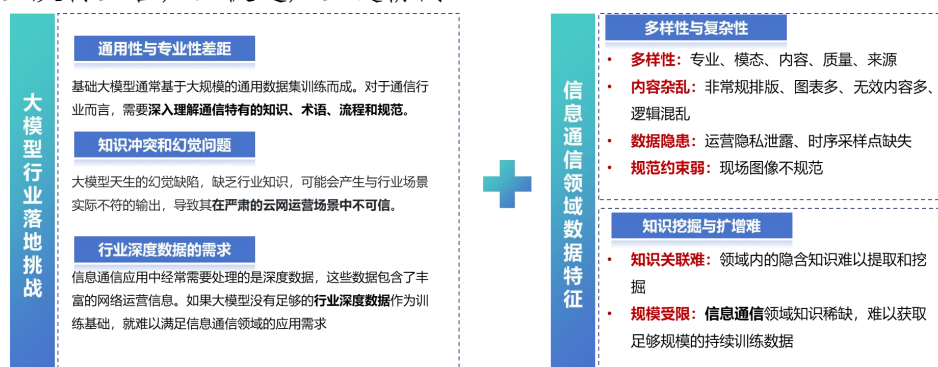 大模型行业落地挑战
通用性与专业性差距
基础大模型通常基于大规模的通用数据集训练而成。对于通信行
业而言，需要深入理解通信特有的知识、术语、流程和规范。
知识冲突和幻觉问题
大模型天生的幻觉缺陷，缺乏行业知识，可能会产生与行业场景
实际不符的输出，导致其在严肃的云网运营场景中不可信。
行业深度数据的需求
信息通信应用中经常需要处理的是深度数据，这些数据包含了丰
富的网络运营信息。如果大模型没有足够的行业深度数据作为训
练基础，就难以满足信息通信领域的应用需求
信息通信领域数据特征
多样性与复杂性
• 多样性：专业、模态、内容、质量、来源
• 内容杂乱：非常规排版、图表多、无效内容多、
逻辑混乱
• 数据隐患：运营隐私泄露、时序采样点缺失
• 规范约束弱：现场图像不规范
知识挖掘与扩增难
• 知识关联难：领域内的隐含知识难以提取和挖
掘
• 规模受限：信息通信领域知识稀缺，难以获取
足够规模的持续训练数据